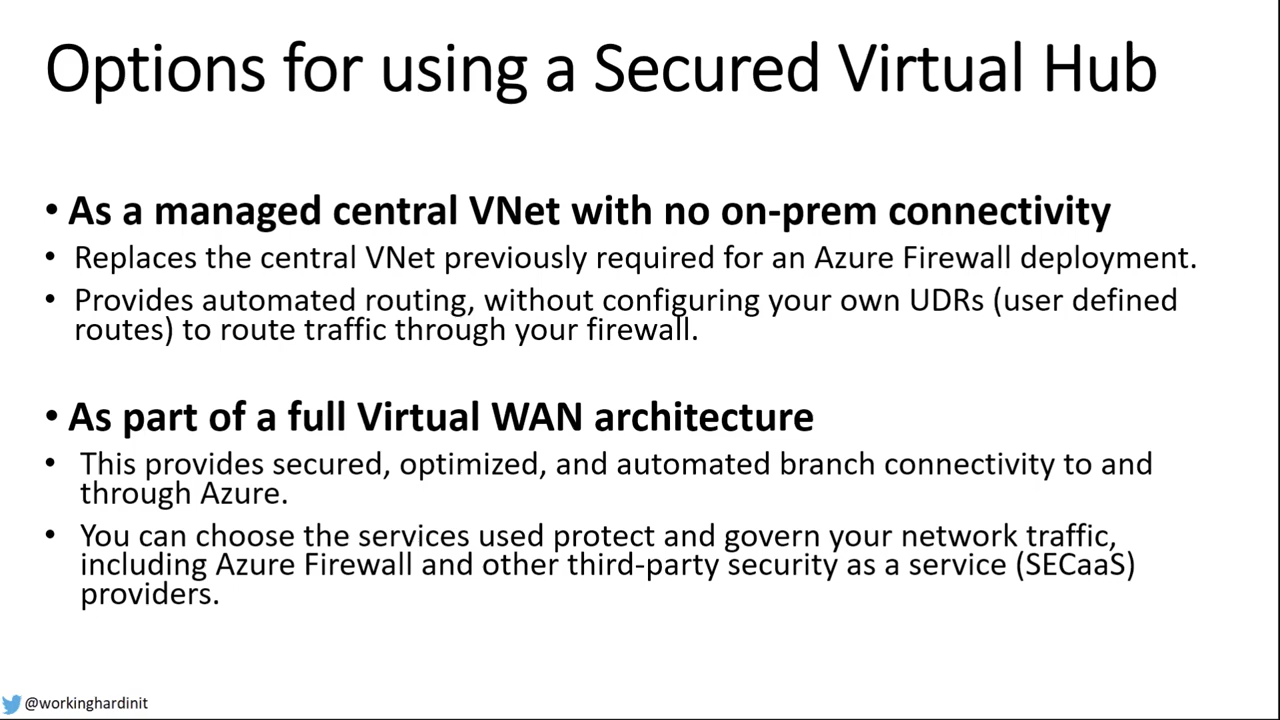 Options for using a Secured Virtual Hub
• As a managed central VNet with no on-prem connectivity
• Replaces the central VNet previously required for an Azure Firewall deployment.
• Provides automated routing, without configuring your own UDRs (user defined
routes) to route traffic through your firewall.
• As part of a full Virtual WAN architecture
• This provides secured, optimized, and automated branch connectivity to and
through Azure.
• You can choose the services used protect and govern your network traffic,
including Azure Firewall and other third-party security as a service (SECaaS)
providers.
@workinghardinit